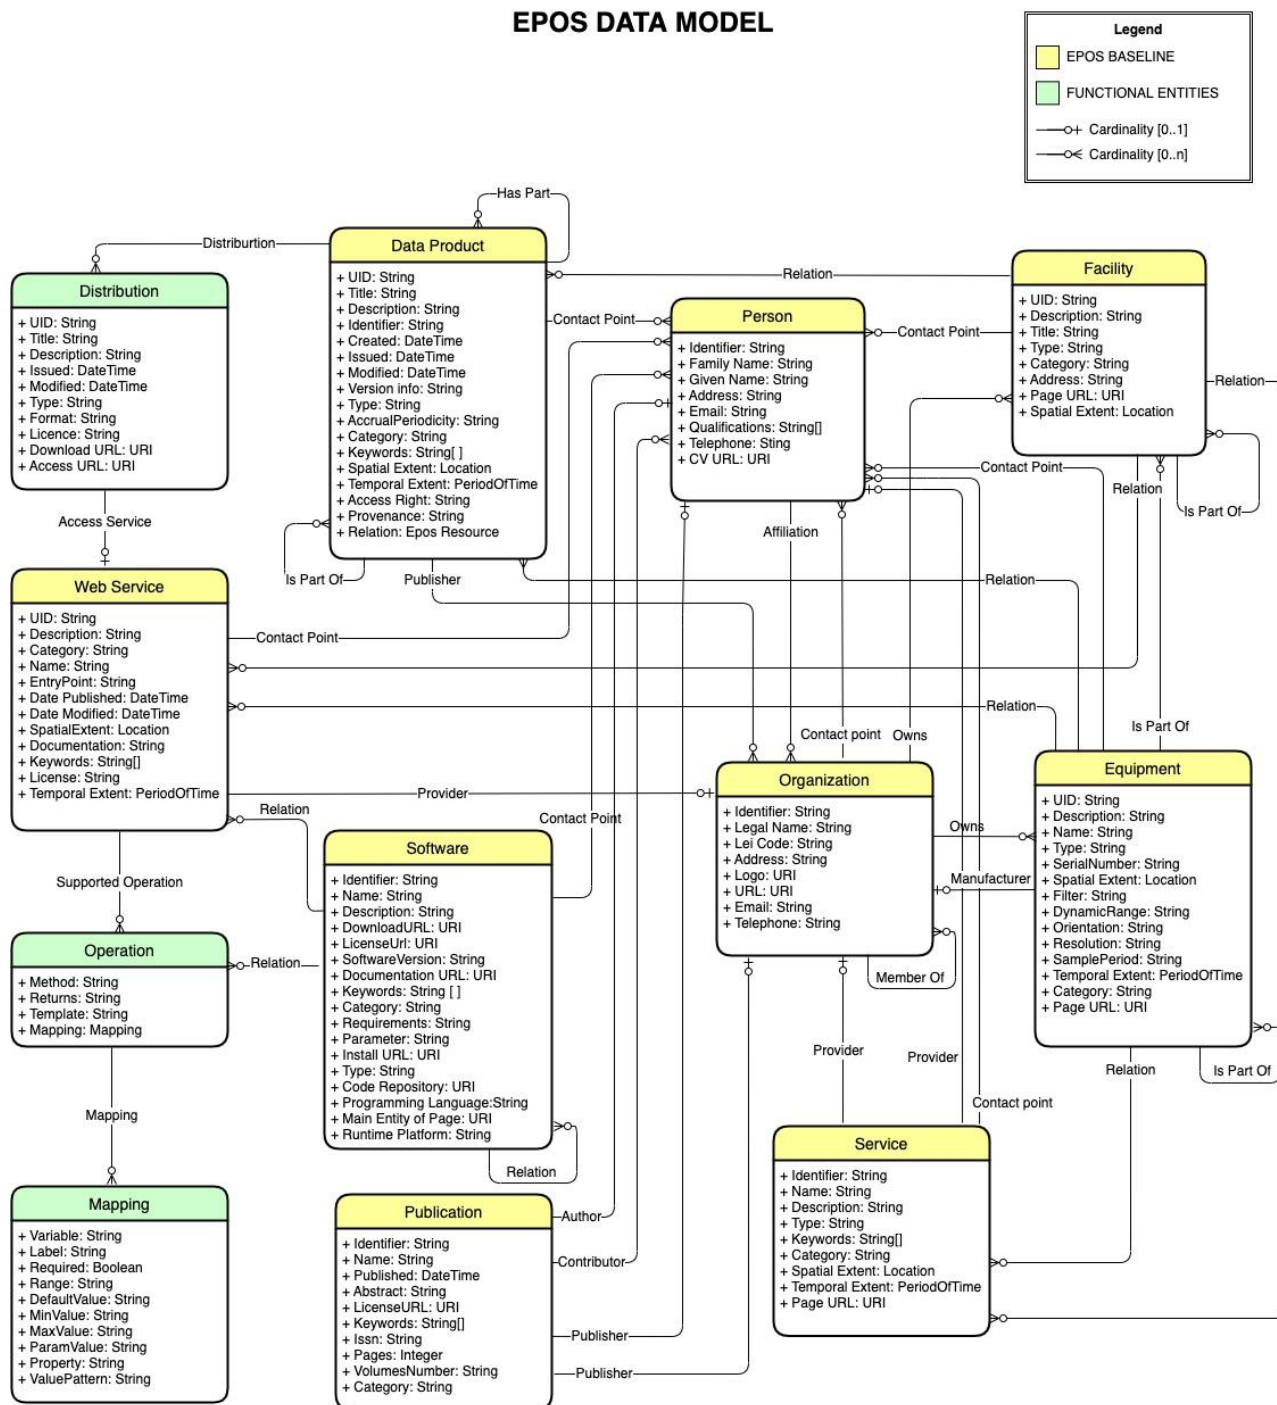 EPOS DATA MODEL
Legend
EPOS BASELINE
FUNCTIONAL ENTITIES
Cardinality [0..1]
Cardinality [0..n]
Has Part
Distriburtion
Data Product
+ UID: String
+ Title: String
+ Description: String
+ Identifier: String
+ Created: DateTime
+ Issued: DateTime
+ Modified: DateTime
+ Version info: String
+ Type: String
+ AccrualPeriodicity: String
+ Category: String
+ Keywords: String[ ]
+ Spatial Extent: Location
+ Temporal Extent: PeriodOfTime
+ Access Right: String
+ Provenance: String
+ Relation: Epos Resource
Relation
Facility
+ UID: String
+ Description: String
+ Title: String
+ Type: String
+ Category: String
+ Address: String
+ Page URL: URI
+ Spatial Extent: Location
Distribution
+ UID: String
+ Title: String
+ Description: String
+ Issued: DateTime
+ Modified: DateTime
+ Type: String
+ Format: String
+ Licence: String
+ Download URL: URI
+ Access URL: URI
Contact Point
Person
+ Identifier: String
+ Family Name: String
+ Given Name: String
+ Address: String
+ Email: String
+ Qualifications: String[]
+ Telephone: Sting
+ CV URL: URI
Contact Point
Relation
Contact Point
Relation
Is Part Of
Access Service
Affiliation
Is Part Of
Publisher
Relation
Web Service
+ UID: String
+ Description: String
+ Category: String
+ Name: String
+ EntryPoint: String
+ Date Published: DateTime
+ Date Modified: DateTime
+ SpatialExtent: Location
+ Documentation: String
+ Keywords: String[]
+ License: String
+ Temporal Extent: PeriodOfTime
Contact Point
Relation
Is Part Of
Contact point
Owns
Provider
Relation
Contact Point
Organization
+ Identifier: String
+ Legal Name: String
+ Lei Code: String
+ Address: String
+ Logo: URI
+ URL: URI
+ Email: String
+ Telephone: String
Owns
Manufacturer
Member Of
Equipment
+ UID: String
+ Description: String
+ Name: String
+ Type: String
+ SerialNumber: String
+ Spatial Extent: Location
+ Filter: String
+ DynamicRange: String
+ Orientation: String
+ Resolution: String
+ SamplePeriod: String
+ Temporal Extent: PeriodOfTime
+ Category: String
+ Page URL: URI
Software
+ Identifier: String
+ Name: String
+ Description: String
+ DownloadURL: URI
+ LicenseUrl: URI
+ SoftwareVersion: String
+ Documentation URL: URI
+ Keywords: String [ ]
+ Category: String
+ Requirements: String
+ Parameter: String
+ Install URL: URI
+ Type: String
+ Code Repository: URI
+ Programming Language:String
+ Main Entity of Page: URI
+ Runtime Platform: String
Supported Operation
Operation
+ Method: String
+ Returns: String
+ Template: String
+ Mapping: Mapping
Relation
Provider
Provider
Relation
Is Part Of
Mapping
Contact point
Relation
Service
+ Identifier: String
+ Name: String
+ Description: String
+ Type: String
+ Keywords: String[]
+ Category: String
+ Spatial Extent: Location
+ Temporal Extent: PeriodOfTime
+ Page URL: URI
Mapping
+ Variable: String
+ Label: String
+ Required: Boolean
+ Range: String
+ DefaultValue: String
+ MinValue: String
+ MaxValue: String
+ ParamValue: String
+ Property: String
+ ValuePattern: String
Publication
+ Identifier: String
+ Name: String
+ Published: DateTime
+ Abstract: String
+ LicenseURL: URI
+ Keywords: String[]
+ Issn: String
+ Pages: Integer
+ VolumesNumber: String
+ Category: String
Author
Contributor
Publisher
Publisher